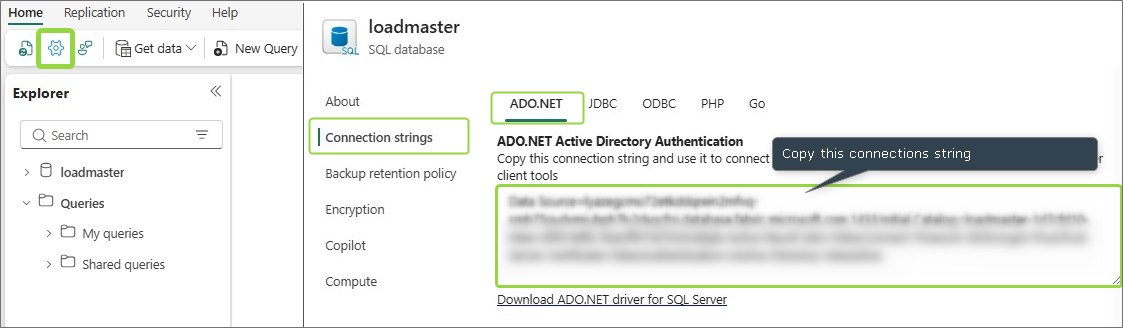 Home Replication Security Help
Get data New Query
Explorer
Search
loadmaster
Queries
My queries
Shared queries
loadmaster
SQL database
SQL
About
Connection strings
Backup retention policy
Encryption
Copilot
Compute
ADO.NET JDBC ODBC PHP Go
ADO.NET Active Directory Authentication
Copy this connection string and use it to connect
client tools
Copy this connections string
Download ADO.NET driver for SQL Server